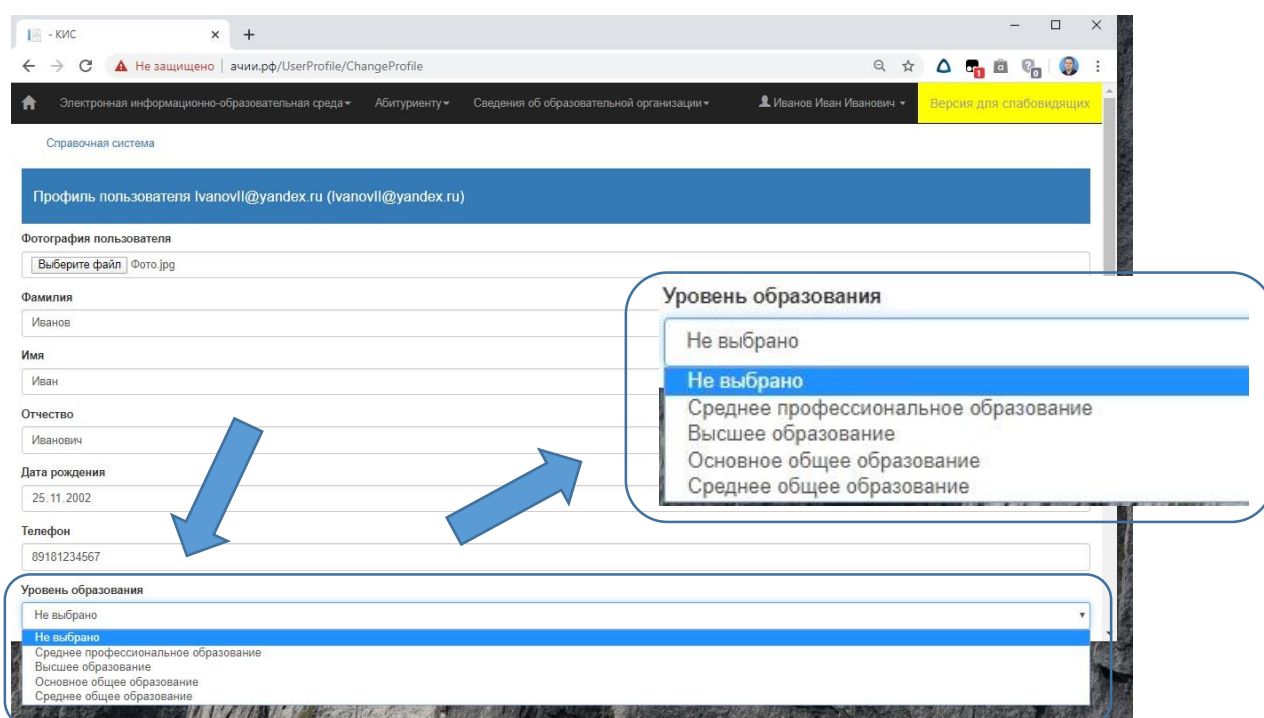 - КИС
Не защищено | ачии.рф/UserProfile/ChangeProfile
1
0
Электронная информационно-образовательная среда
Абитуриенту
Сведения об образовательной организации
Иванов Иван Иванович
Версия для слабовидящих
Справочная система
Профиль пользователя IvanovII@yandex.ru (IvanovII@yandex.ru)
Фотография пользователя
Выберите файл Фото.jpg
Фамилия
Иванов
Имя
Иван
Отчество
Иванович
Дата рождения
25.11.2002
Телефон
89181234567
Уровень образования
Не выбрано
Не выбрано
Среднее профессиональное образование
Высшее образование
Основное общее образование
Среднее общее образование
Уровень образования
Не выбрано
Не выбрано
Среднее профессиональное образование
Высшее образование
Основное общее образование
Среднее общее образование